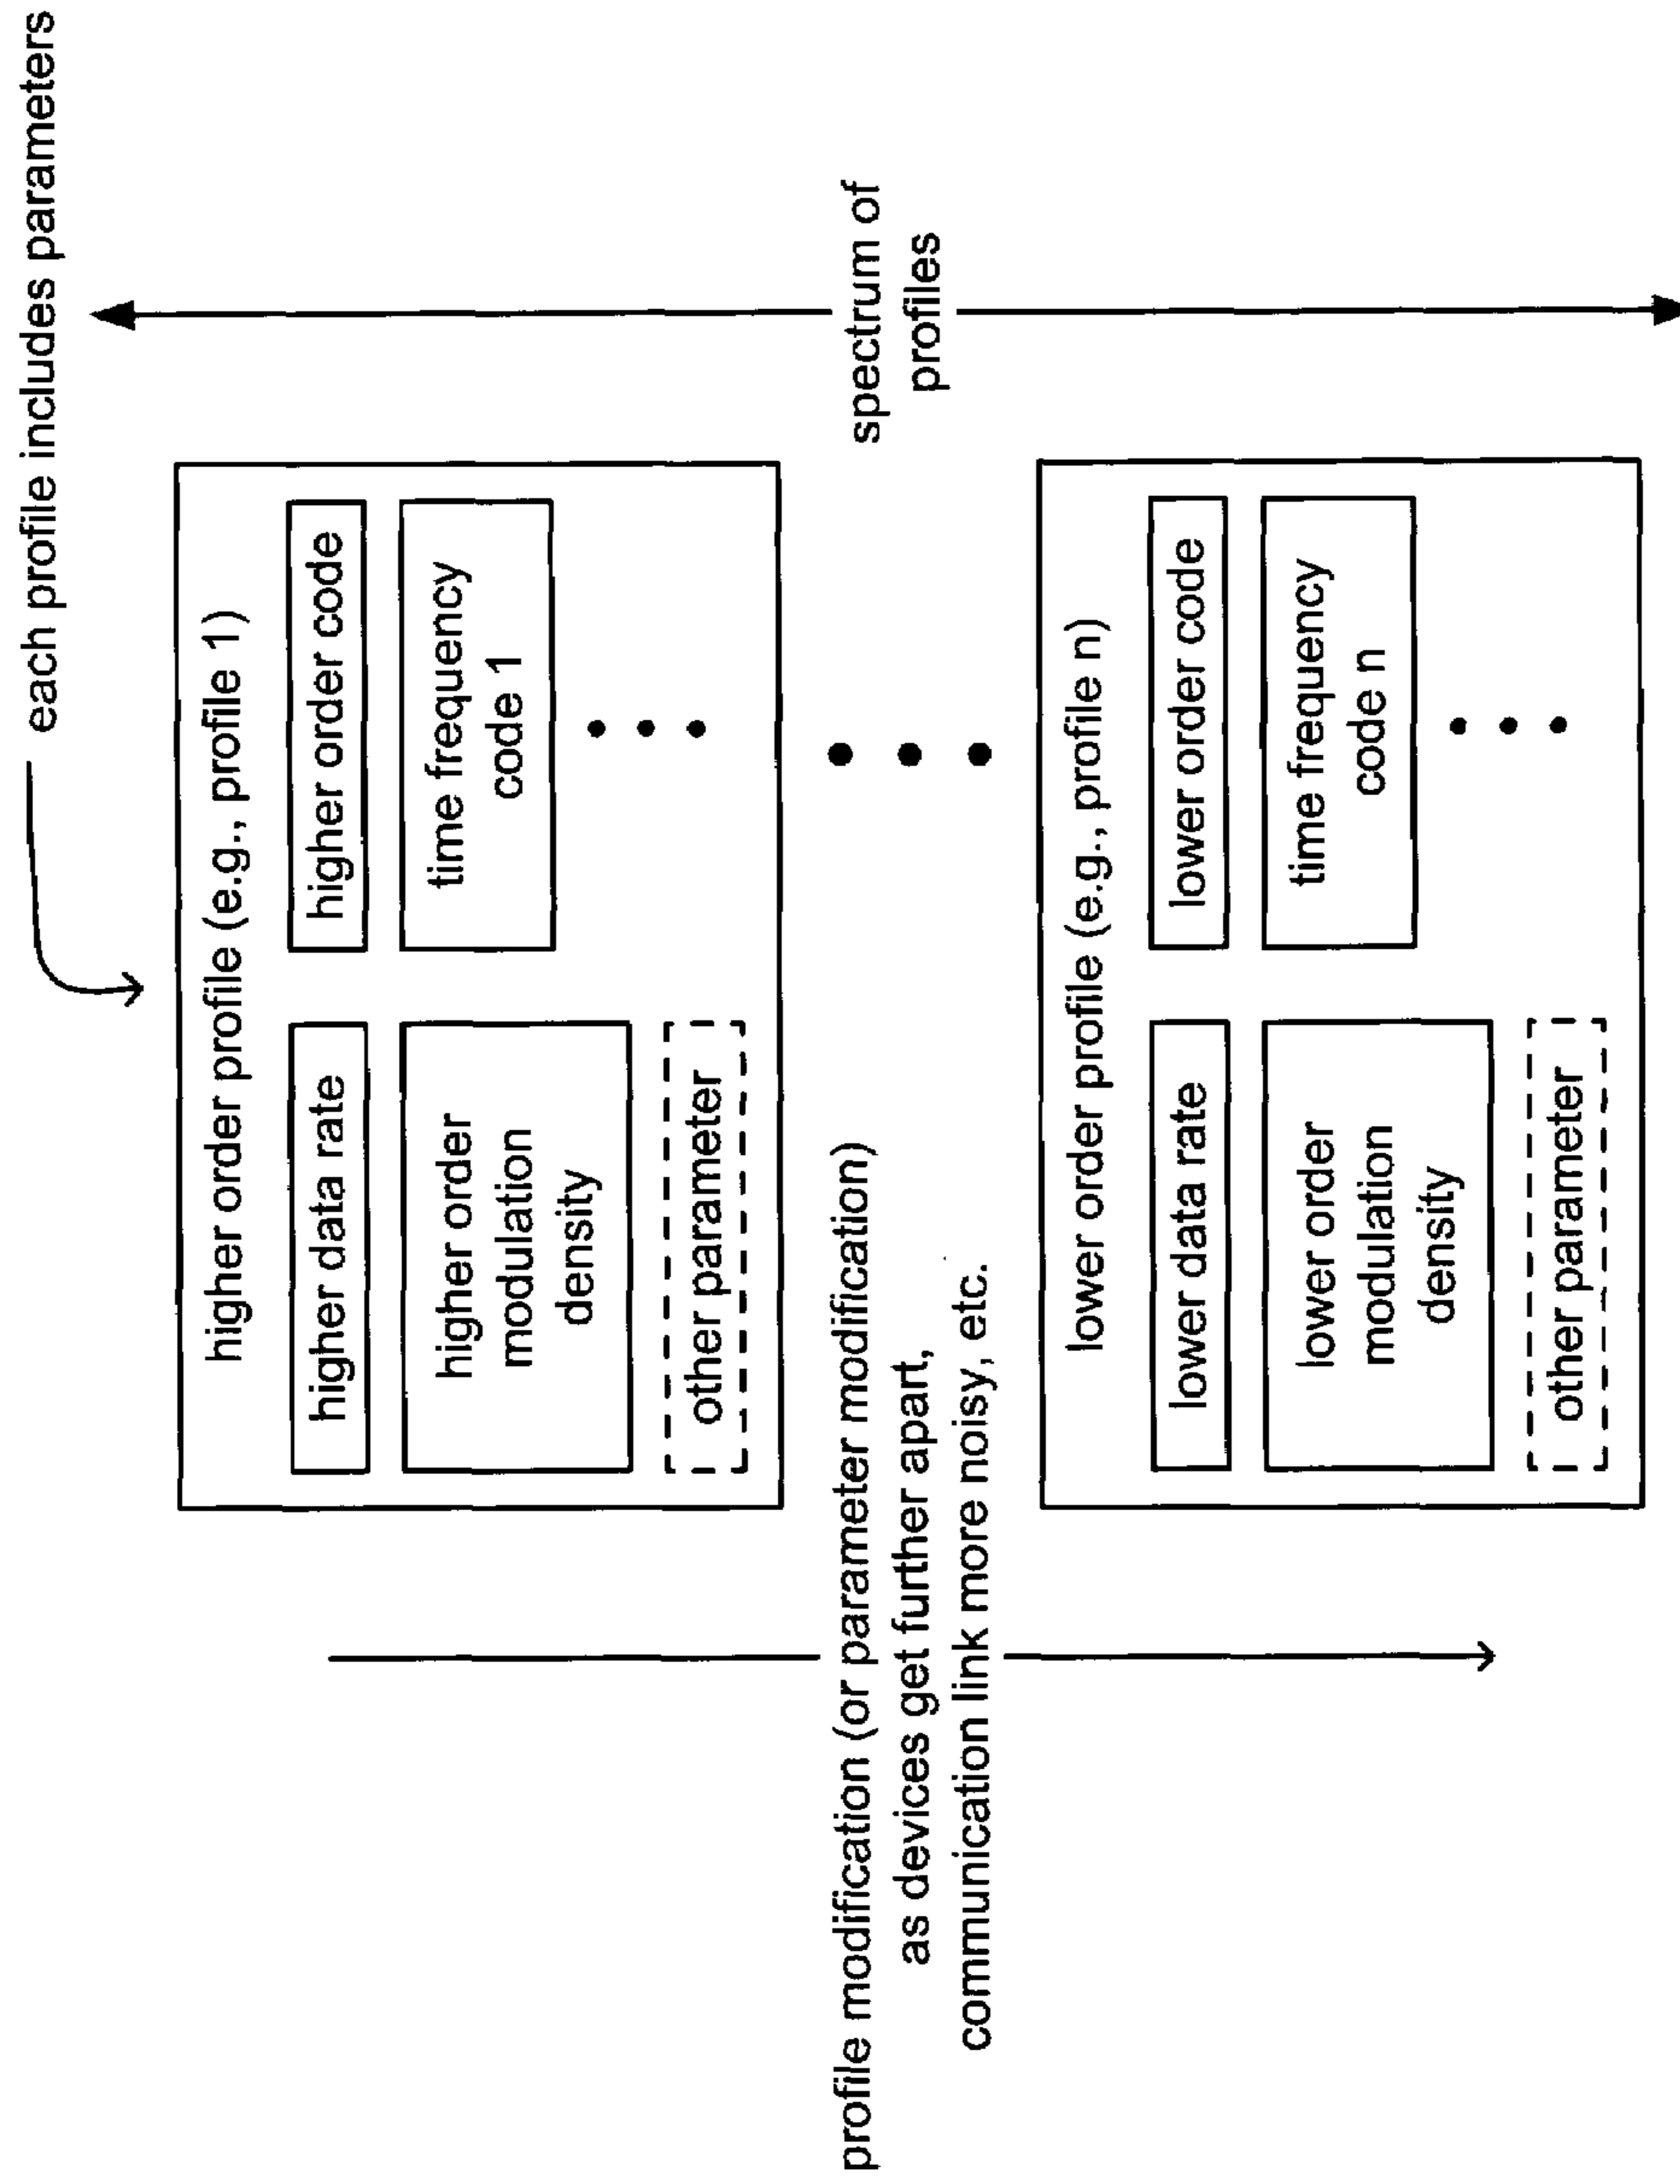 each profile includes parameters
higher order profile (e.g., profile 1)
higher data rate
higher order code
higher order
modulation
density
time frequency
code 1
other parameter
profile modification (or parameter modification)
as devices get further apart,
communication link more noisy, etc.
spectrum of
profiles
lower order profile (e.g., profile n)
lower data rate
lower order code
lower order
modulation
density
time frequency
code n
other parameter